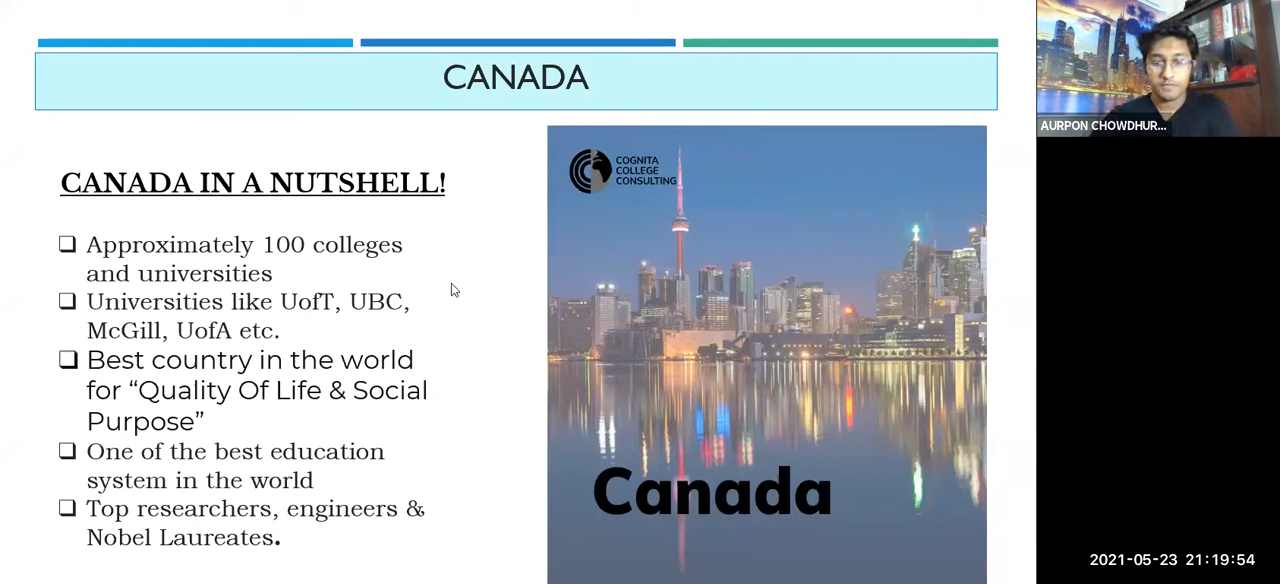 CANADA
CANADA IN A NUTSHELL!
❑ Approximately 100 colleges
and universities
❑ Universities like UofT, UBC,
McGill, UofA etc.
❑ Best country in the world
for “Quality Of Life & Social
Purpose”
❑ One of the best education
system in the world
❑ Top researchers, engineers &
Nobel Laureates.
COGNITA
COLLEGE
CONSULTING
Canada
AURPON CHOWDHUR...
2021-05-23 21:19:54